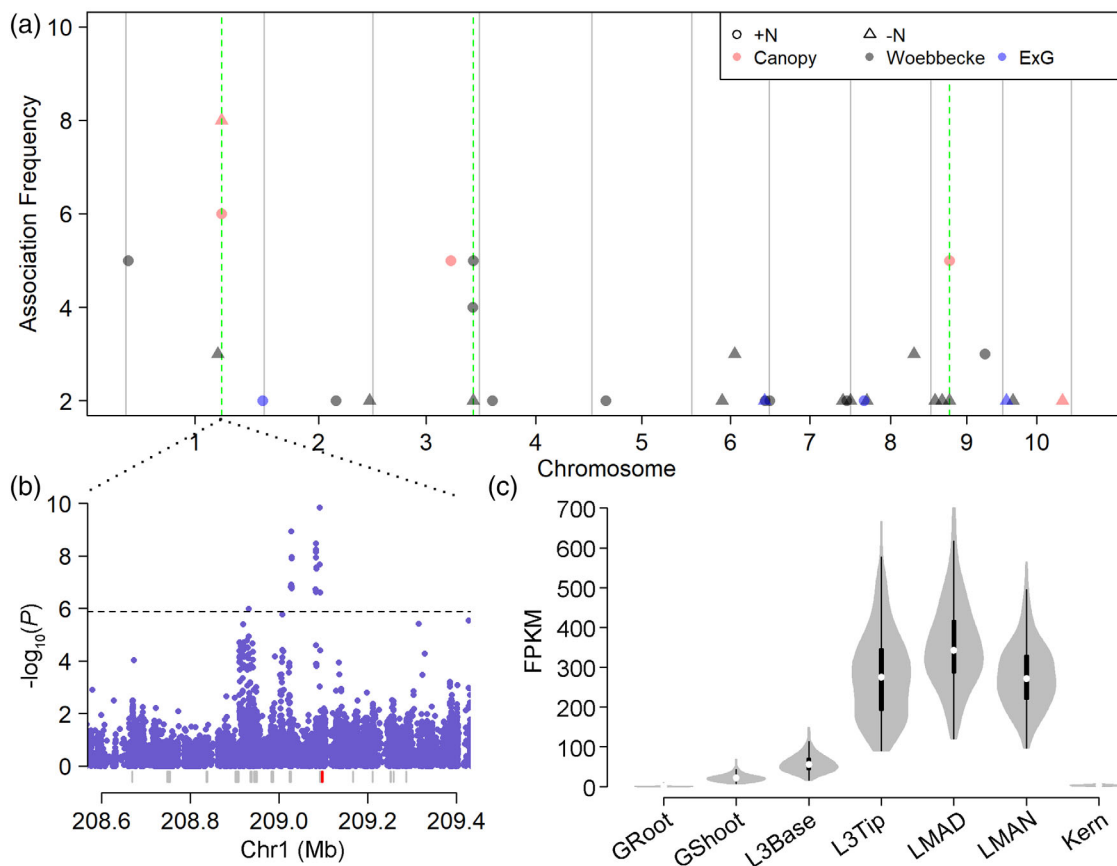 (a)
10
8
6
4
2
Association Frequency
+N -N
Canopy Woebbecke ExG
1 2 3 4 5 6 7 8 9 10
Chromosome
(b)
10
8
6
4
2
0
-log10(P)
208.6 208.8 209.0 209.2 209.4
Chr1 (Mb)
(c)
700
600
500
400
300
200
100
0
FPKM
GRoot GShoot L3Base L3Tip LMAD LMAN Kern